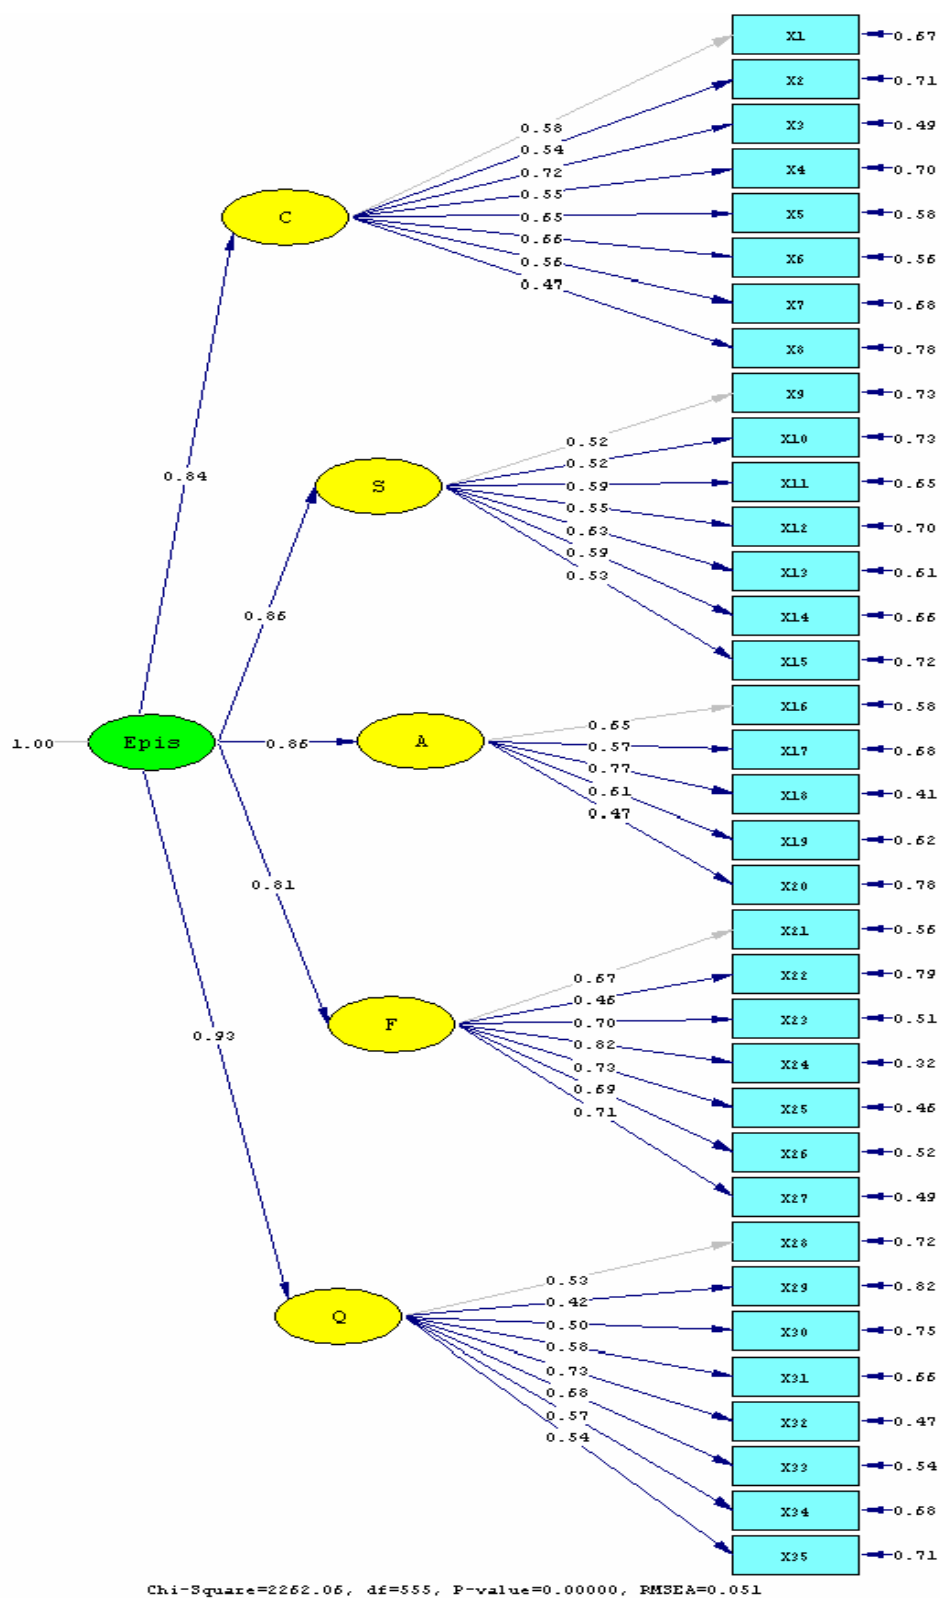 1.00
Epis
0.84
0.86
0.86
0.81
0.93
C
0.58
0.54
0.72
0.55
0.65
0.66
0.56
0.47
X1 0.67
X2 0.71
X3 0.49
X4 0.70
X5 0.58
X6 0.56
X7 0.68
X8 0.78
S
0.52
0.52
0.59
0.55
0.63
0.59
0.53
X9 0.73
X10 0.73
X11 0.65
X12 0.70
X13 0.61
X14 0.66
X15 0.72
A
0.65
0.57
0.77
0.61
0.47
X16 0.58
X17 0.68
X18 0.41
X19 0.62
X20 0.78
F
0.67
0.46
0.70
0.82
0.73
0.69
0.71
X21 0.56
X22 0.79
X23 0.51
X24 0.32
X25 0.46
X26 0.52
X27 0.49
Q
0.53
0.42
0.50
0.58
0.73
0.68
0.57
0.54
X28 0.72
X29 0.82
X30 0.75
X31 0.66
X32 0.47
X33 0.54
X34 0.68
X35 0.71
Chi-Square=2262.06, df=555, P-value=0.00000, RMSEA=0.051